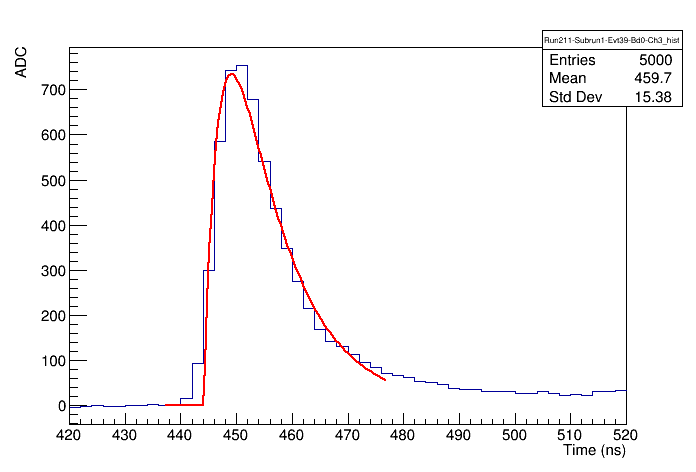 Run211-Subrun1-Evt39-Bd0-Ch3_hist
Entries 5000
Mean 459.7
Std Dev 15.38
ADC
700
600
500
400
300
200
100
0
420 430 440 450 460 470 480 490 500 510 520
Time (ns)